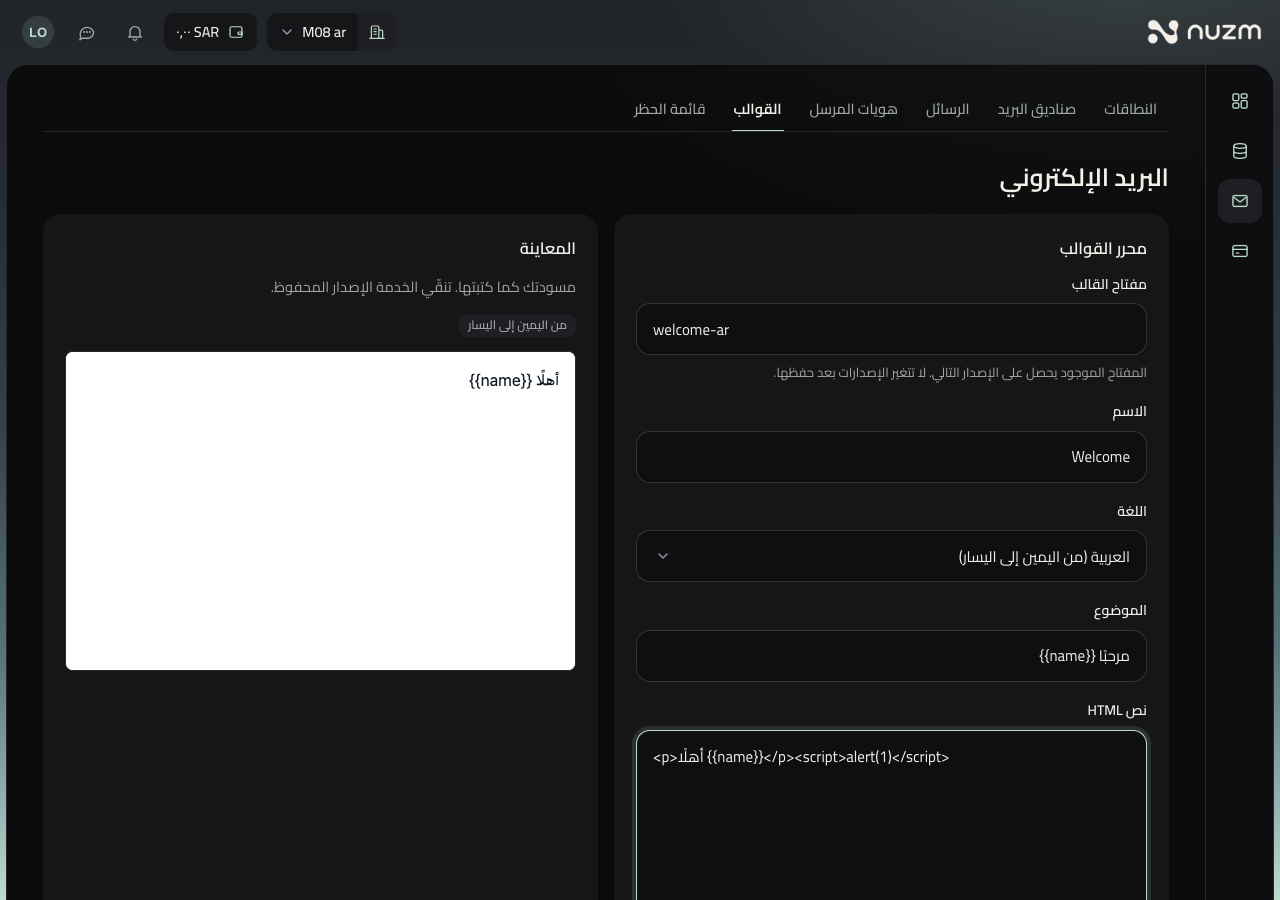 nuzm
M08 ar
٠,٠٠ SAR
LO
النطاقات
صناديق البريد
الرسائل
هويات المرسل
القوالب
قائمة الحظر
البريد الإلكتروني
محرر القوالب
مفتاح القالب
welcome-ar
المفتاح الموجود يحصل على الإصدار التالي. لا تتغير الإصدارات بعد حفظها.
الاسم
Welcome
اللغة
العربية (من اليمين إلى اليسار)
الموضوع
مرحبًا {{name}}
نص HTML
<p>أهلًا {{name}}</p><script>alert(1)</script>
المعاينة
مسودتك كما كتبتها. تنقّي الخدمة الإصدار المحفوظ.
من اليمين إلى اليسار
أهلًا {{name}}